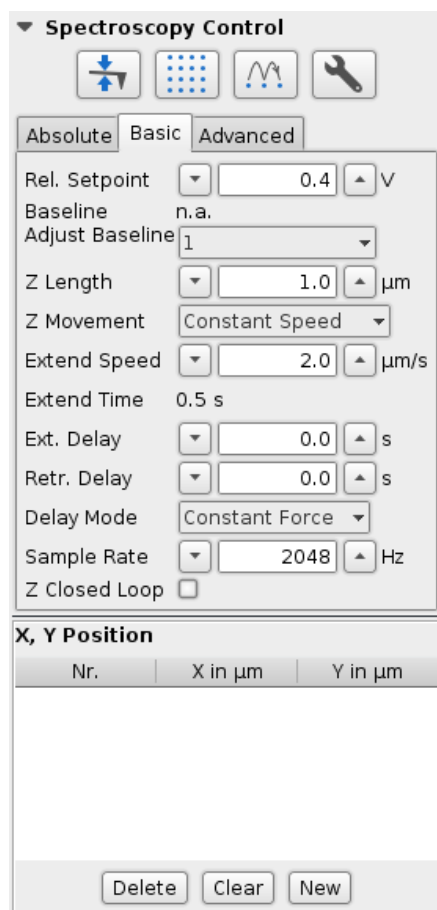 Spectroscopy Control
Absolute Basic Advanced
Rel. Setpoint 0.4 V
Baseline n.a.
Adjust Baseline 1
Z Length 1.0 µm
Z Movement Constant Speed
Extend Speed 2.0 µm/s
Extend Time 0.5 s
Ext. Delay 0.0 s
Retr. Delay 0.0 s
Delay Mode Constant Force
Sample Rate 2048 Hz
Z Closed Loop
X, Y Position
Nr. X in µm Y in µm
Delete Clear New